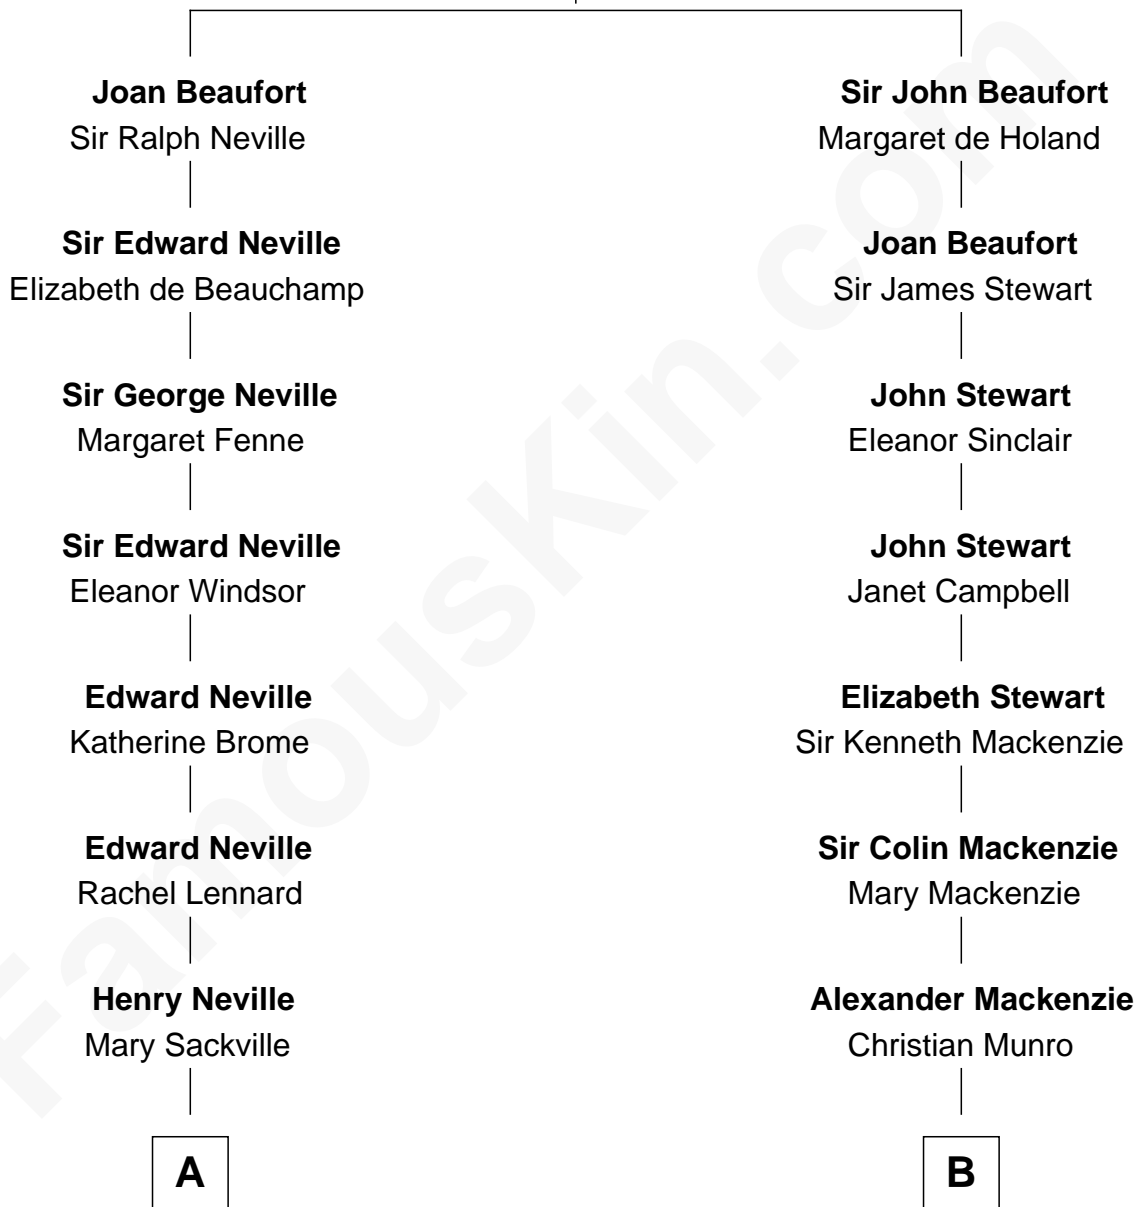 Joan Beaufort
Sir Ralph Neville
Sir Edward Neville
Elizabeth de Beauchamp
Sir George Neville
Margaret Fenne
Sir Edward Neville
Eleanor Windsor
Edward Neville
Katherine Brome
Edward Neville
Rachel Lennard
Henry Neville
Mary Sackville
A
Sir John Beaufort
Margaret de Holand
Joan Beaufort
Sir James Stewart
John Stewart
Eleanor Sinclair
John Stewart
Janet Campbell
Elizabeth Stewart
Sir Kenneth Mackenzie
Sir Colin Mackenzie
Mary Mackenzie
Alexander Mackenzie
Christian Munro
B
FamousKin.com